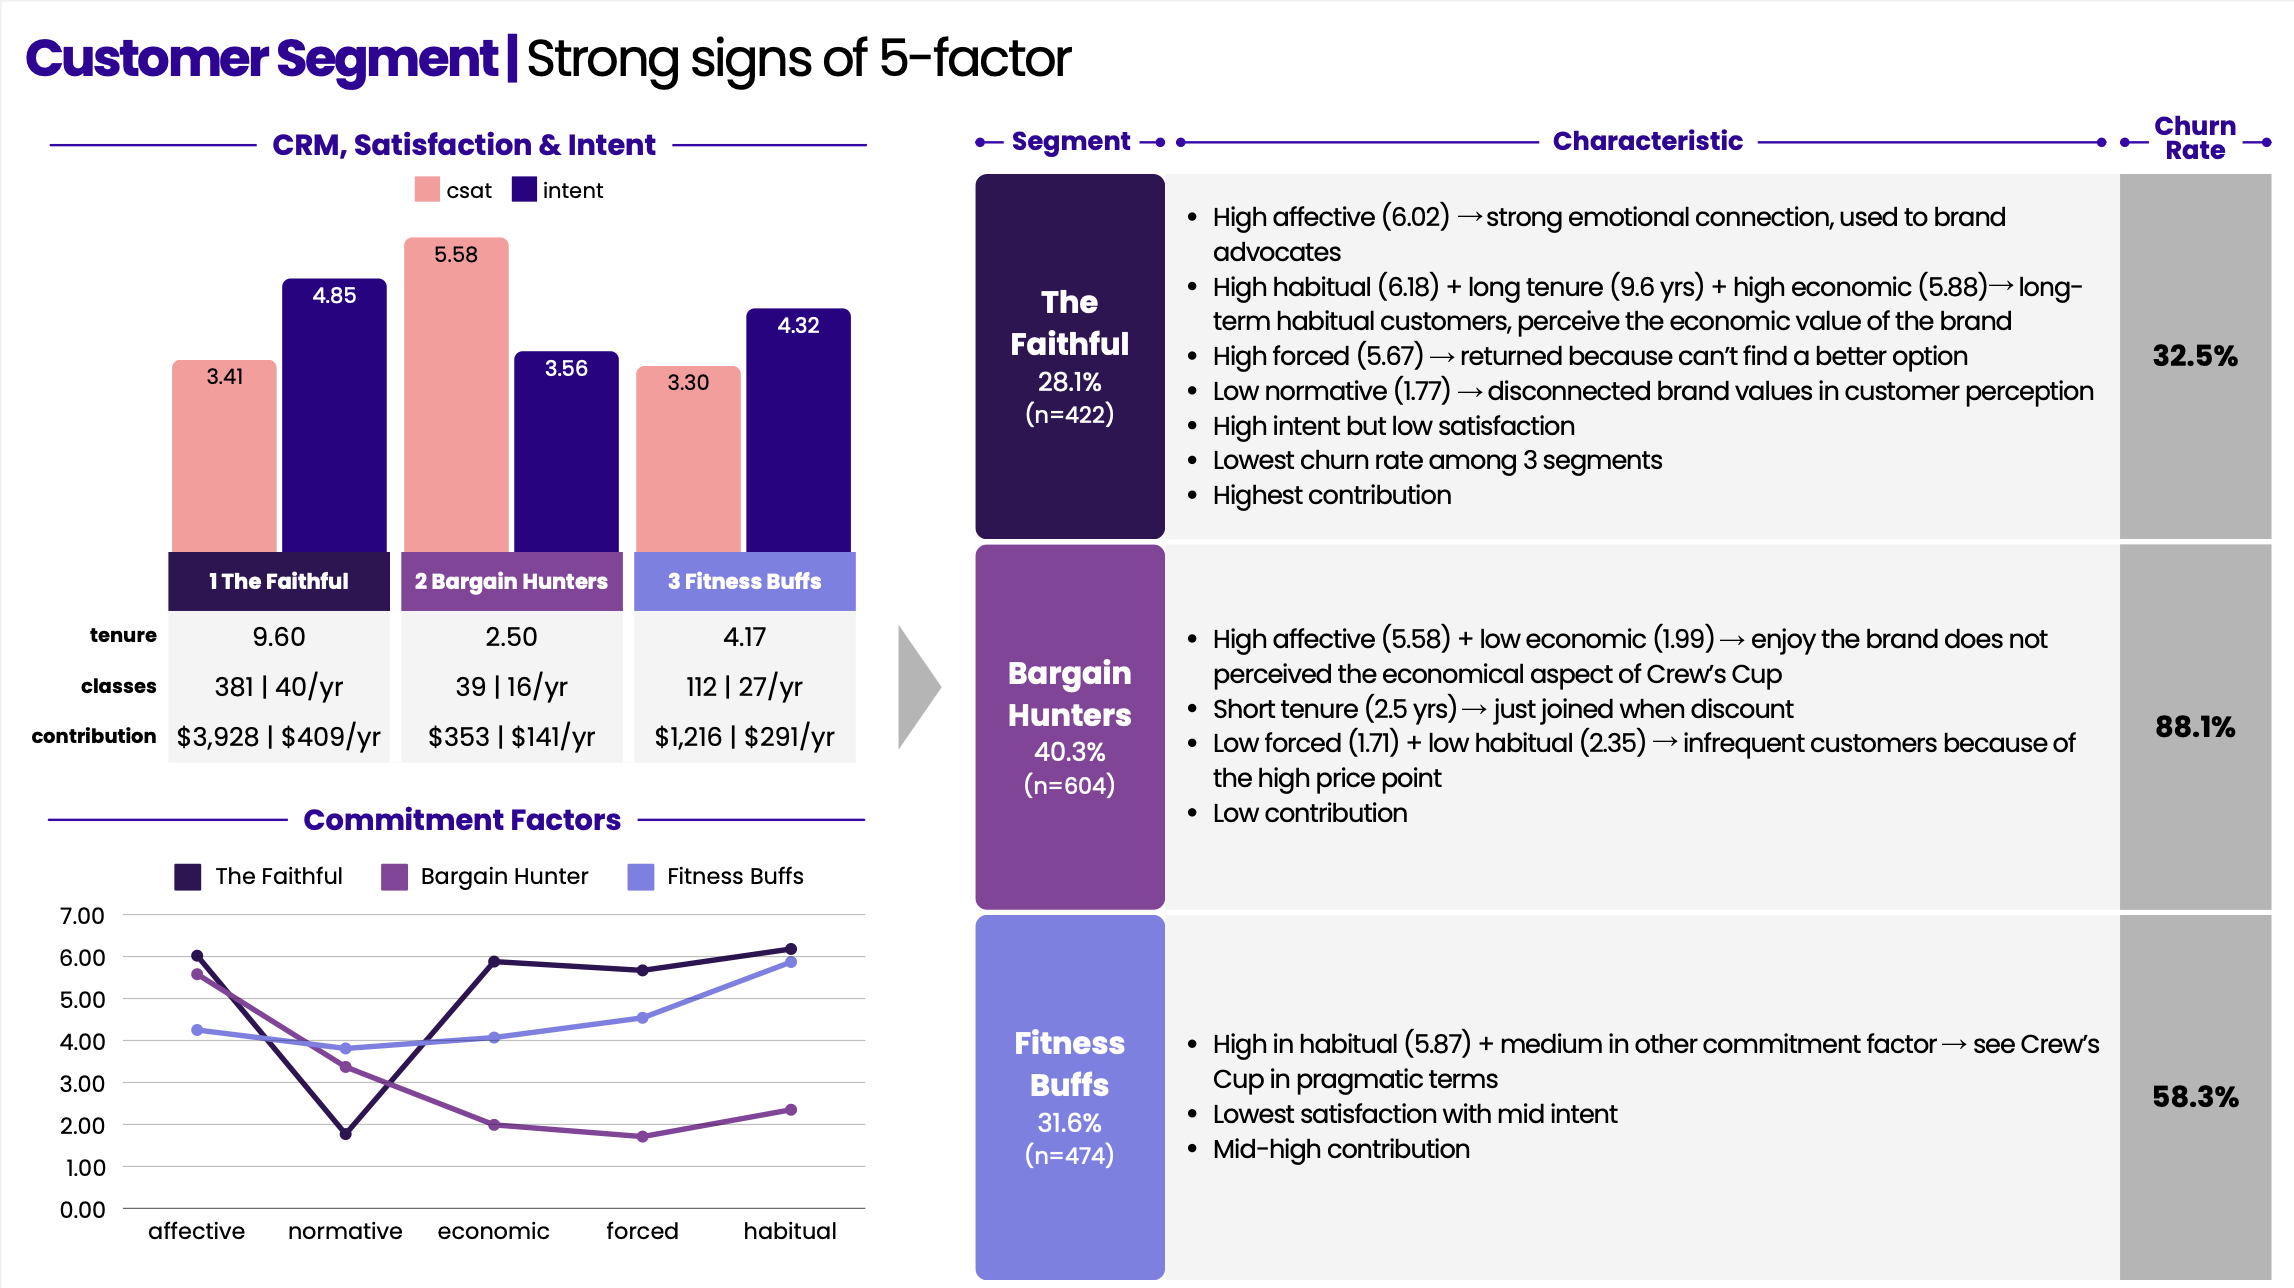 Customer Segment | Strong signs of 5-factor
CRM, Satisfaction & Intent
csat intent
3.41
4.85
5.58
3.56
3.30
4.32
1 The Faithful 2 Bargain Hunters 3 Fitness Buffs
tenure 9.60 2.50 4.17
classes 381 | 40/yr 39 | 16/yr 112 | 27/yr
contribution $3,928 | $409/yr $353 | $141/yr $1,216 | $291/yr
Commitment Factors
The Faithful Bargain Hunter Fitness Buffs
7.00
6.00
5.00
4.00
3.00
2.00
1.00
0.00
affective normative economic forced habitual
Segment Characteristic Churn
Rate
The
Faithful
28.1%
(n=422)
• High affective (6.02) → strong emotional connection, used to brand
advocates
• High habitual (6.18) + long tenure (9.6 yrs) + high economic (5.88) → long-
term habitual customers, perceive the economic value of the brand
• High forced (5.67) → returned because can't find a better option
• Low normative (1.77) → disconnected brand values in customer perception
• High intent but low satisfaction
• Lowest churn rate among 3 segments
• Highest contribution
32.5%
Bargain
Hunters
40.3%
(n=604)
• High affective (5.58) + low economic (1.99) → enjoy the brand does not
perceived the economical aspect of Crew's Cup
• Short tenure (2.5 yrs) → just joined when discount
• Low forced (1.71) + low habitual (2.35) → infrequent customers because of
the high price point
• Low contribution
88.1%
Fitness
Buffs
31.6%
(n=474)
• High in habitual (5.87) + medium in other commitment factor → see Crew's
Cup in pragmatic terms
• Lowest satisfaction with mid intent
• Mid-high contribution
58.3%